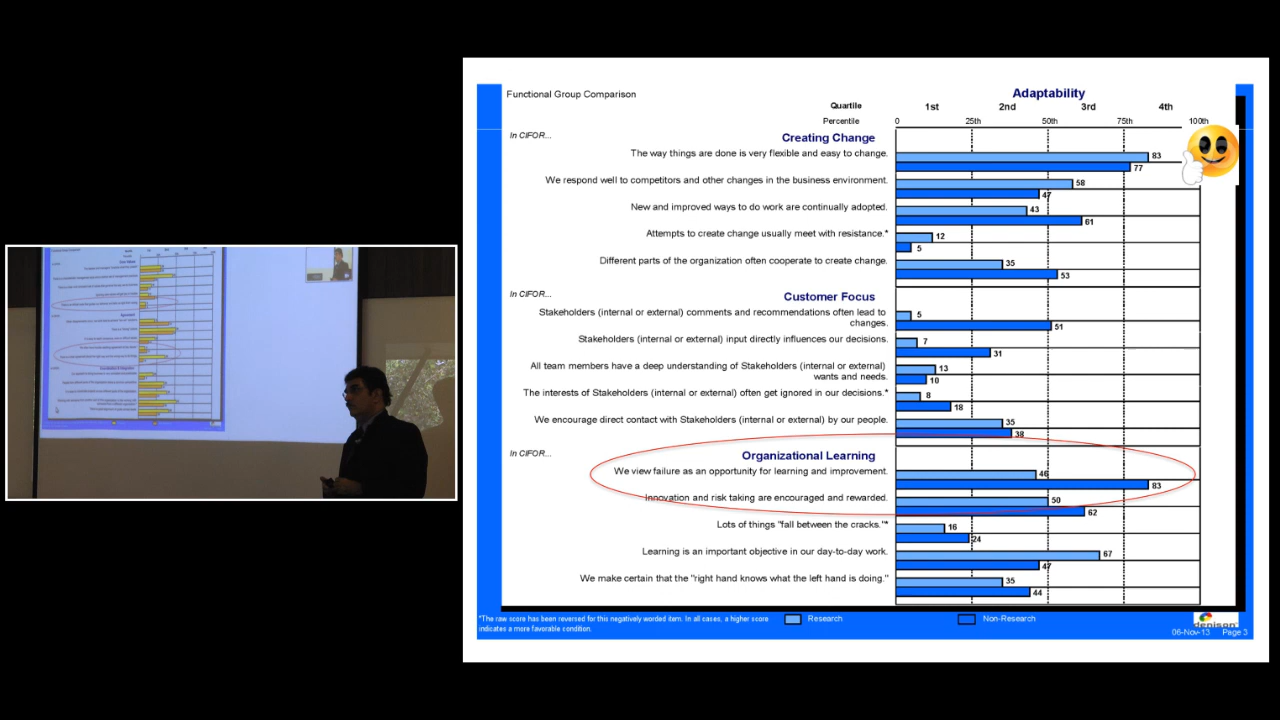 Functional Group Comparison
Adaptability
Quartile 1st 2nd 3rd 4th
Percentile 0 25th 50th 75th 100th
In CIFOR...
Creating Change
The way things are done is very flexible and easy to change. 83
77
We respond well to competitors and other changes in the business environment. 58
47
New and improved ways to do work are continually adopted. 43
61
Attempts to create change usually meet with resistance.* 12
5
Different parts of the organization often cooperate to create change. 35
53
In CIFOR...
Customer Focus
Stakeholders (internal or external) comments and recommendations often lead to 5
changes. 51
Stakeholders (internal or external) input directly influences our decisions. 7
31
All team members have a deep understanding of Stakeholders (internal or external) 13
wants and needs. 10
The interests of Stakeholders (internal or external) often get ignored in our decisions.* 8
18
We encourage direct contact with Stakeholders (internal or external) by our people. 35
38
In CIFOR...
Organizational Learning
We view failure as an opportunity for learning and improvement. 46
83
Innovation and risk taking are encouraged and rewarded. 50
62
Lots of things "fall between the cracks."* 16
24
Learning is an important objective in our day-to-day work. 67
47
We make certain that the "right hand knows what the left hand is doing." 35
44
*The raw score has been reversed for this negatively worded item. In all cases, a higher score
indicates a more favorable condition.
Research
Non-Research
denison
06-Nov-13 Page 3